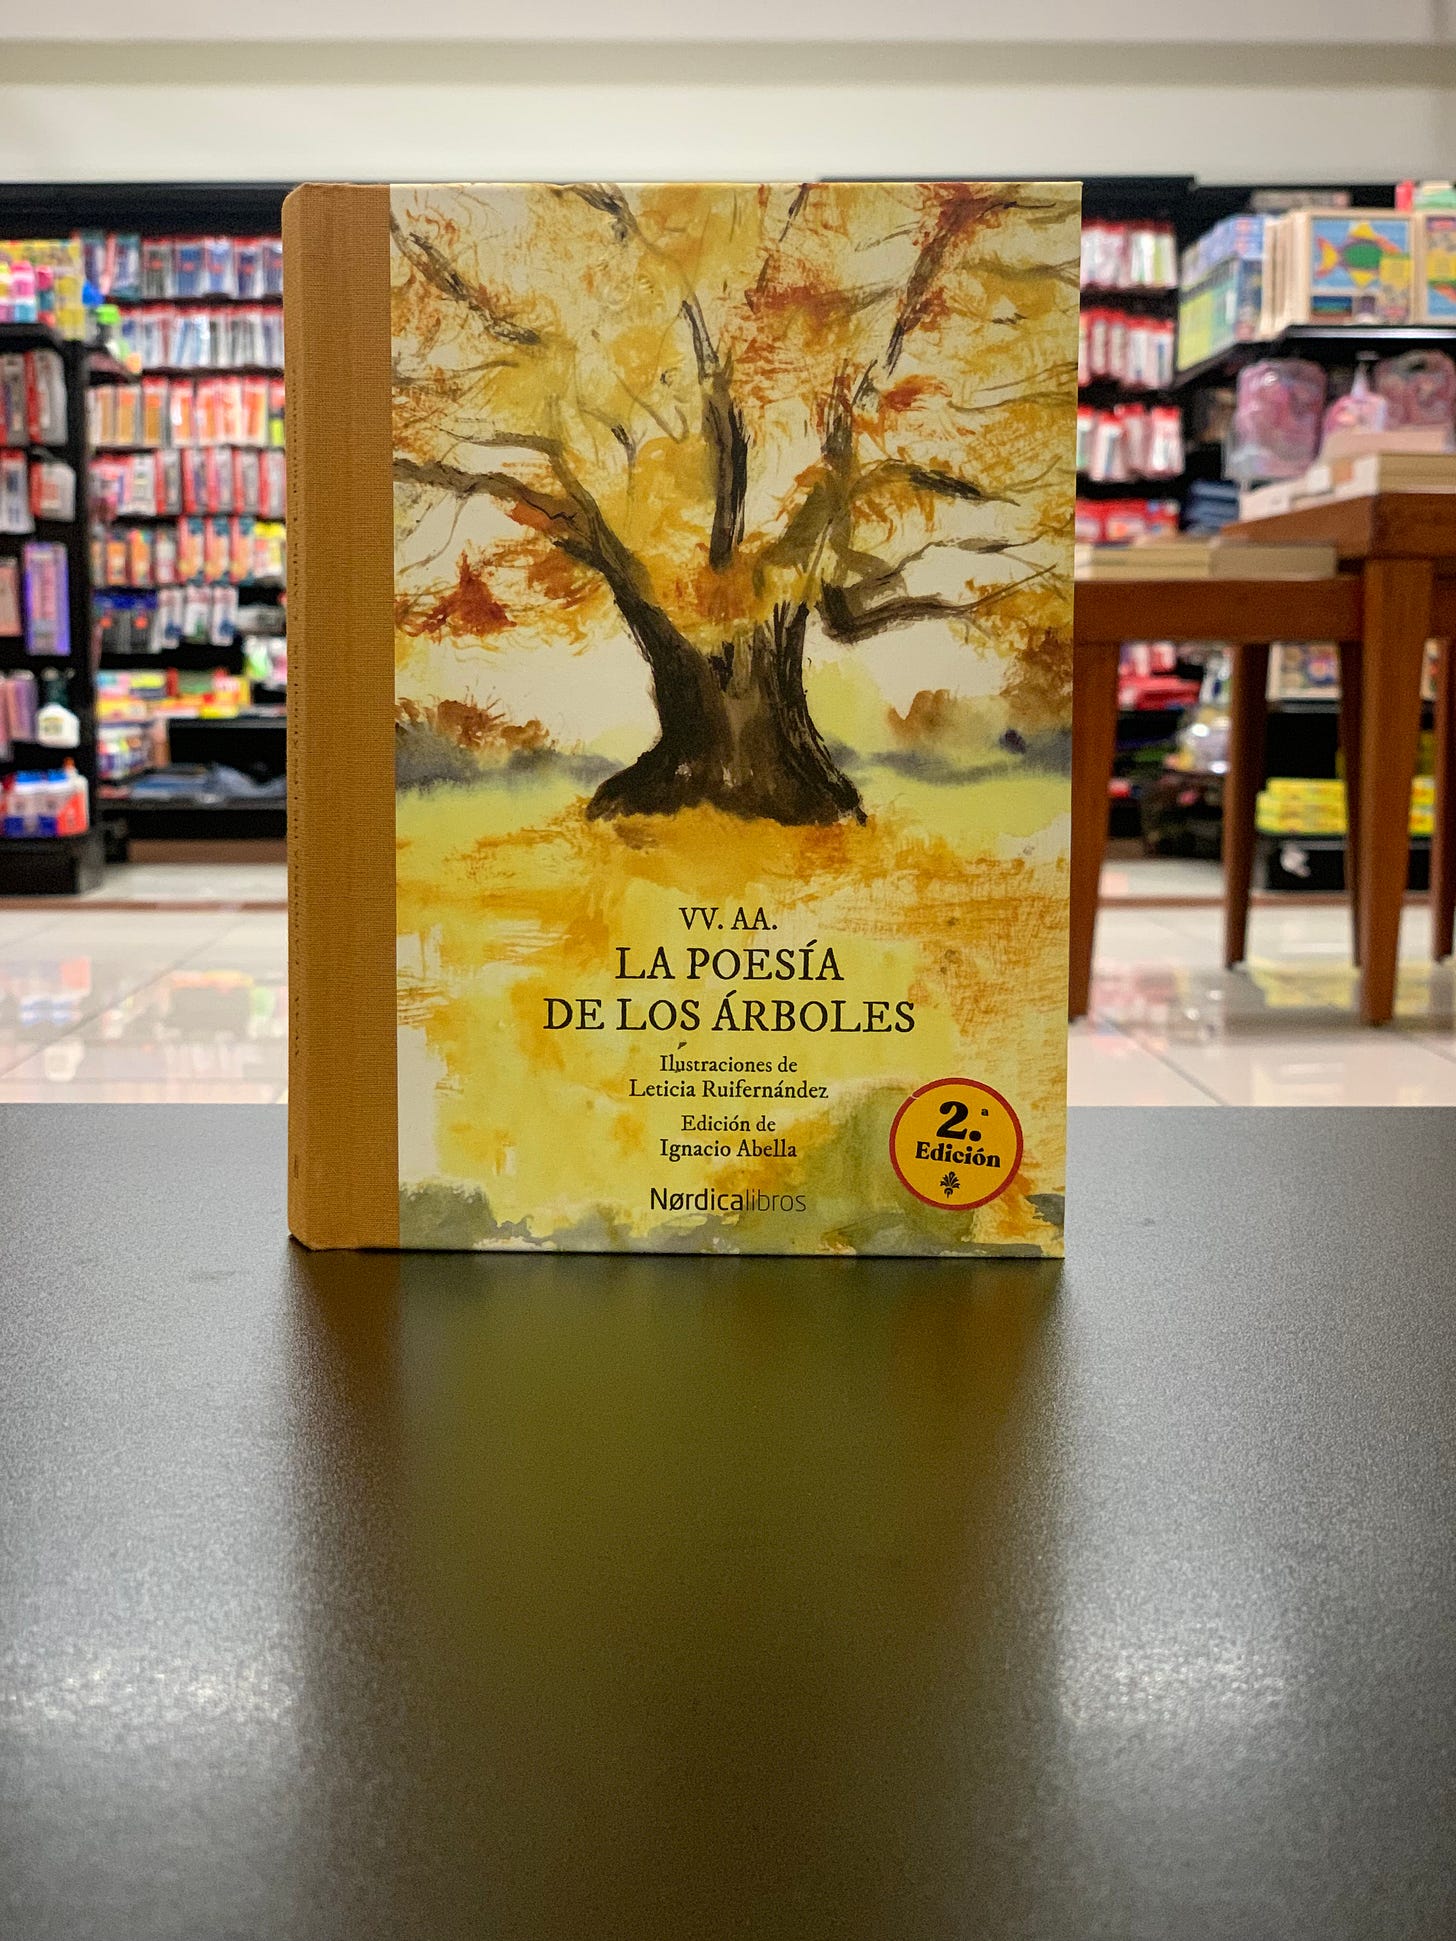 VV. AA.
LA POESÍA
DE LOS ÁRBOLES
Ilustraciones de
Leticia Ruifernández
Edición de
Ignacio Abella
Nørdicalibros
2.ª
Edición